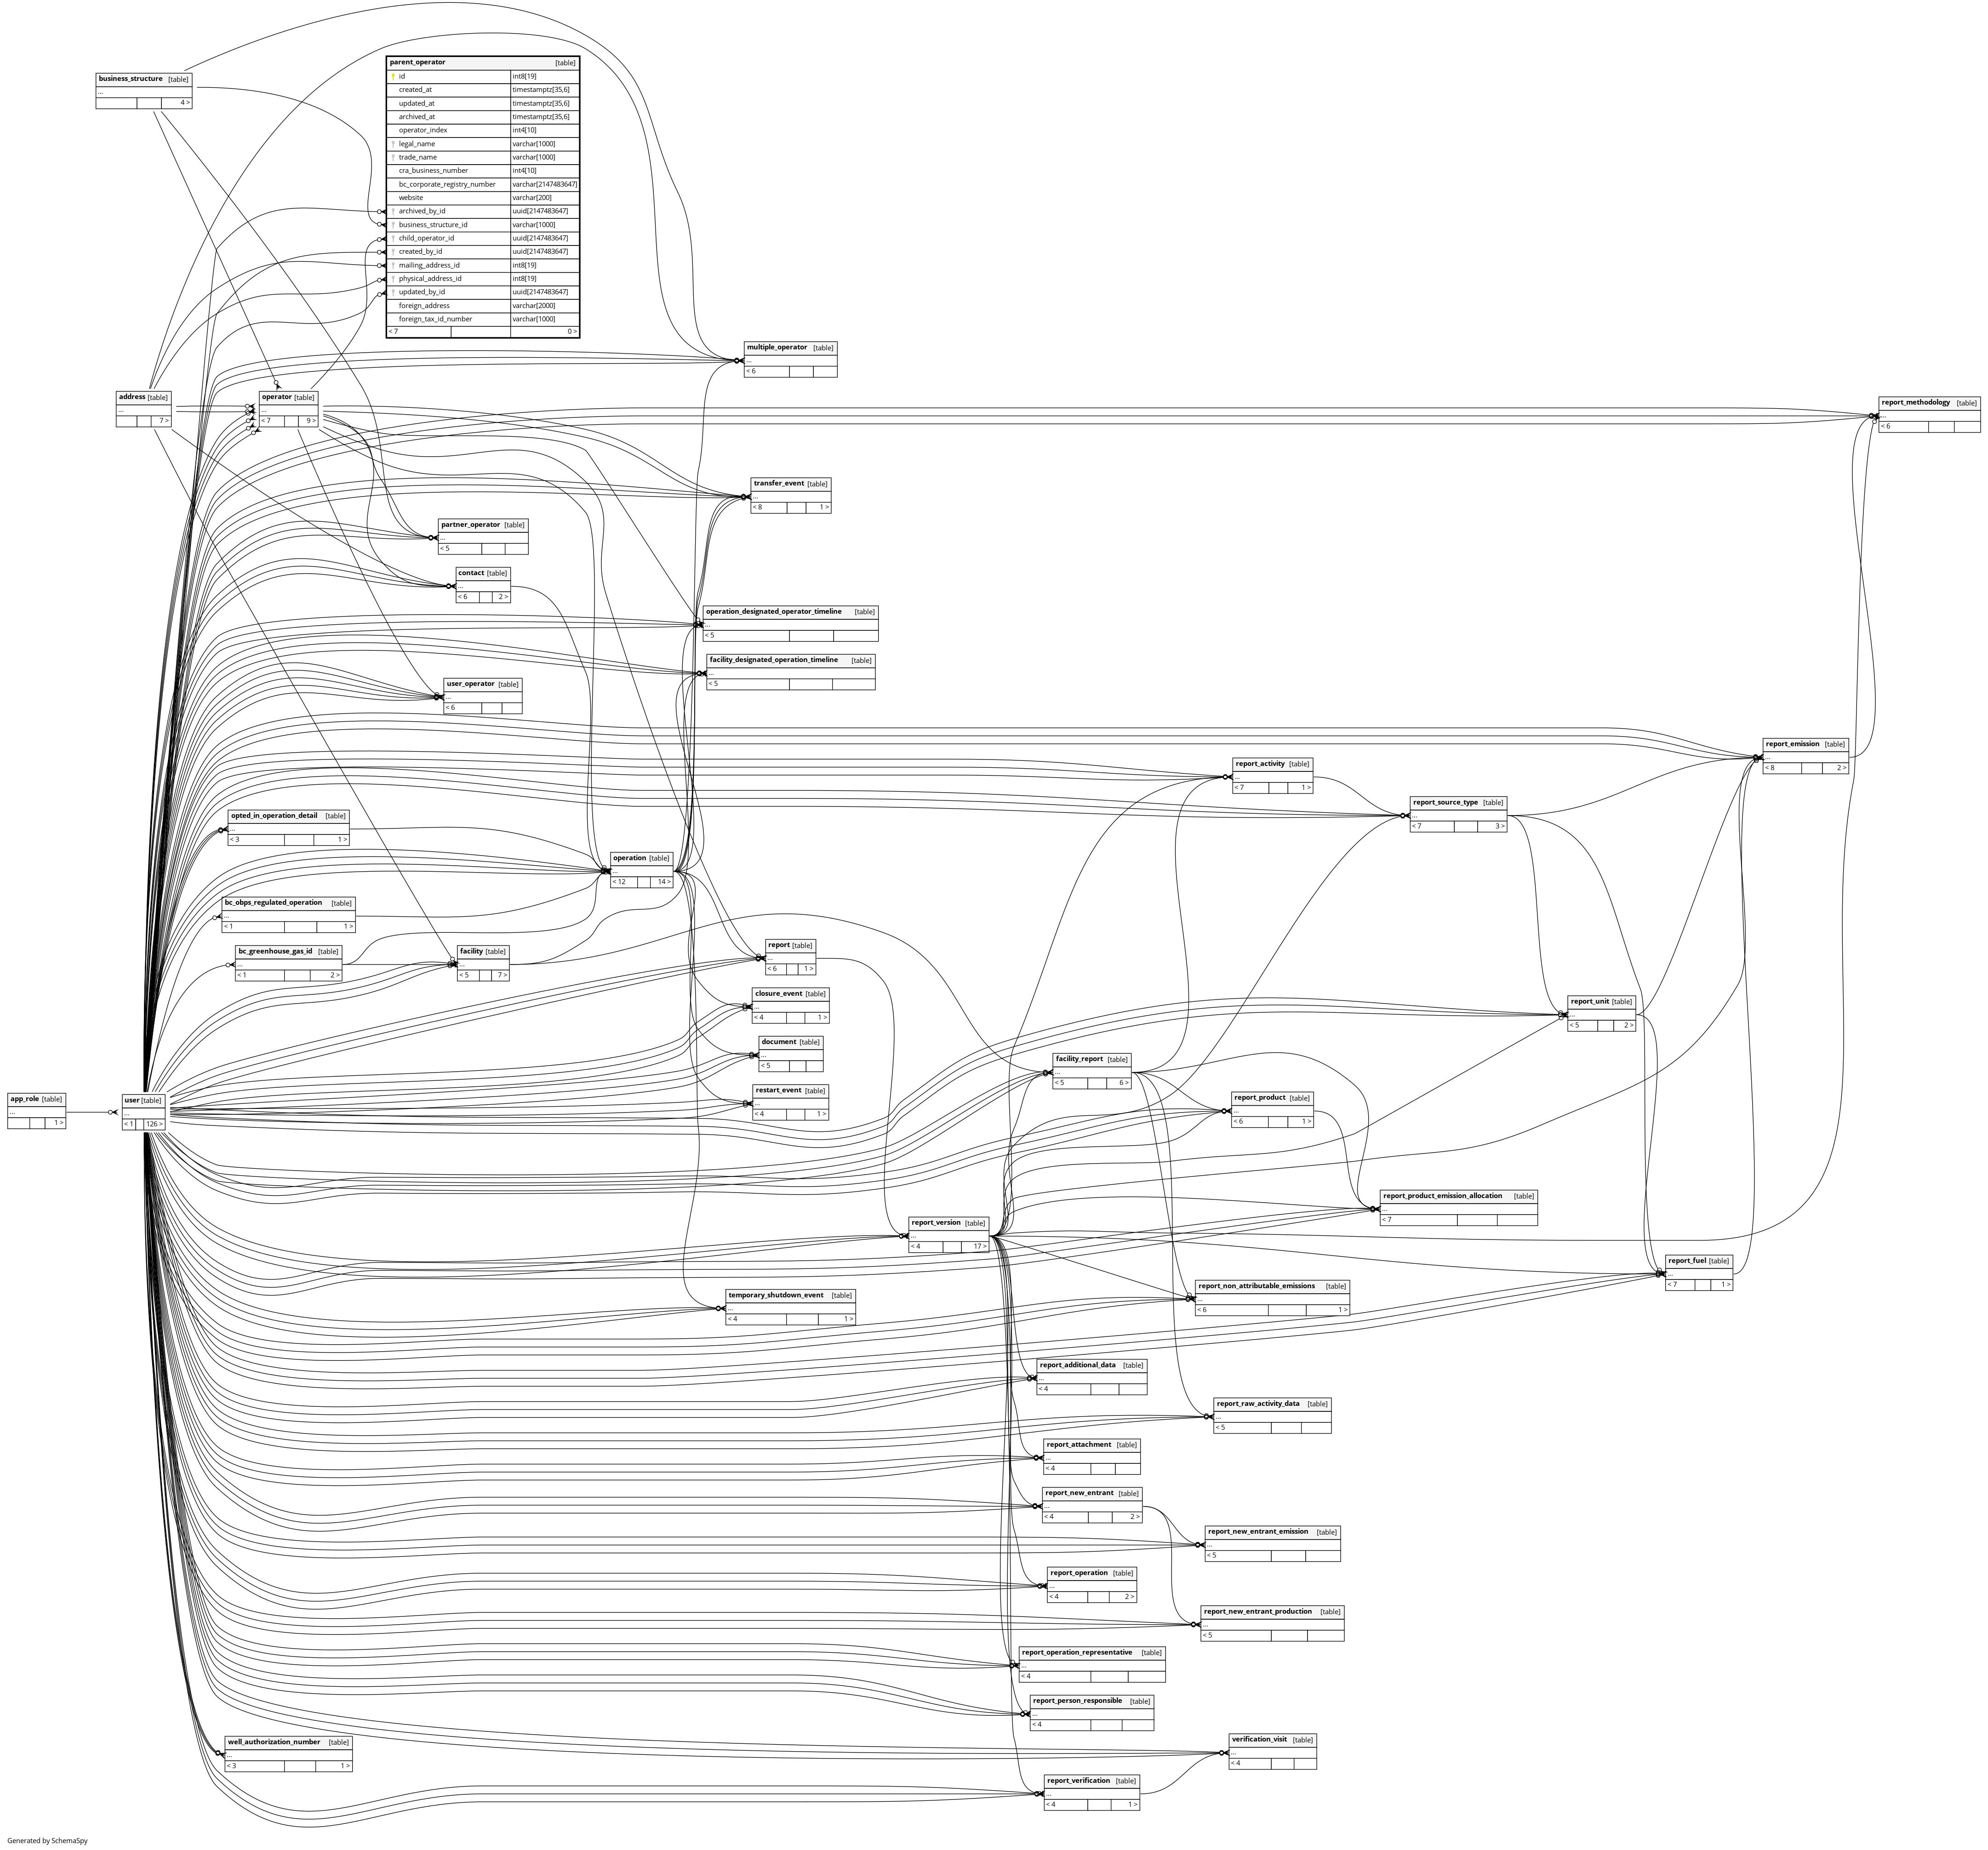 business_structure [table]
...
4 >
parent_operator [table]
id int8[19]
created_at timestamptz[35,6]
updated_at timestamptz[35,6]
archived_at timestamptz[35,6]
operator_index int4[10]
legal_name varchar[1000]
trade_name varchar[1000]
cra_business_number int4[10]
bc_corporate_registry_number varchar[2147483647]
website varchar[200]
archived_by_id uuid[2147483647]
business_structure_id varchar[1000]
child_operator_id uuid[2147483647]
created_by_id uuid[2147483647]
mailing_address_id int8[19]
physical_address_id int8[19]
updated_by_id uuid[2147483647]
foreign_address varchar[2000]
foreign_tax_id_number varchar[1000]
< 7 0 >
multiple_operator [table]
...
< 6
address [table]
...
7 >
operator [table]
...
< 7 9 >
report_methodology [table]
...
< 6
transfer_event [table]
...
< 8 1 >
partner_operator [table]
...
< 5
contact [table]
...
< 6 2 >
operation_designated_operator_timeline [table]
...
< 5
facility_designated_operation_timeline [table]
...
< 5
user_operator [table]
...
< 6
report_emission [table]
...
< 8 2 >
report_activity [table]
...
< 7 1 >
report_source_type [table]
...
< 7 3 >
opted_in_operation_detail [table]
...
< 3 1 >
operation [table]
...
< 12 14 >
bc_obps_regulated_operation [table]
...
< 1 1 >
bc_greenhouse_gas_id [table]
...
< 1 2 >
facility [table]
...
< 5 7 >
report [table]
...
< 6 1 >
closure_event [table]
...
< 4 1 >
report_unit [table]
...
< 5 2 >
document [table]
...
< 5
facility_report [table]
...
< 5 6 >
restart_event [table]
...
< 4 1 >
app_role [table]
...
1 >
user [table]
...
< 1 126 >
report_product [table]
...
< 6 1 >
report_product_emission_allocation [table]
...
< 7
report_version [table]
...
< 4 17 >
report_fuel [table]
...
< 7 1 >
report_non_attributable_emissions [table]
...
< 6 1 >
temporary_shutdown_event [table]
...
< 4 1 >
report_additional_data [table]
...
< 4
report_raw_activity_data [table]
...
< 5
report_attachment [table]
...
< 4
report_new_entrant [table]
...
< 4 2 >
report_new_entrant_emission [table]
...
< 5
report_operation [table]
...
< 4 2 >
report_new_entrant_production [table]
...
< 5
report_operation_representative [table]
...
< 4
report_person_responsible [table]
...
< 4
well_authorization_number [table]
...
< 3 1 >
verification_visit [table]
...
< 4
report_verification [table]
...
< 4 1 >
Generated by SchemaSpy